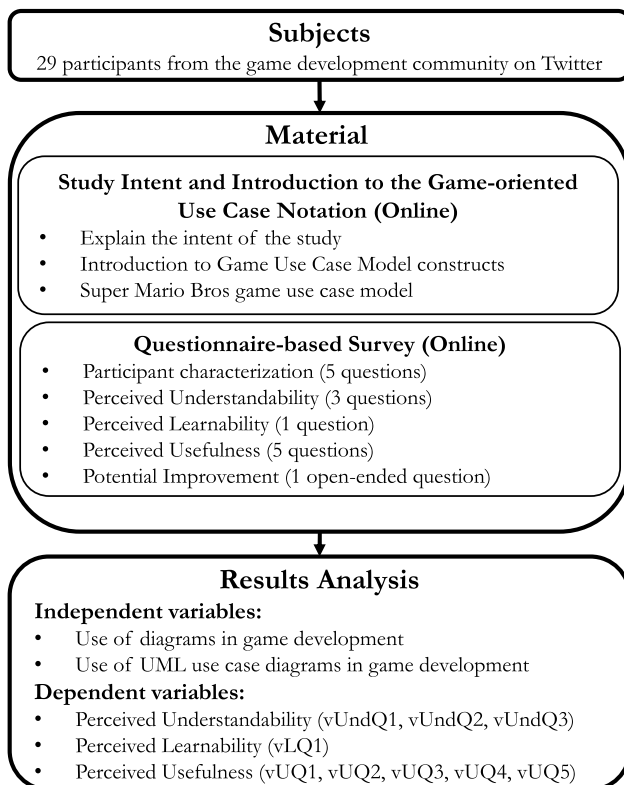 Subjects
29 participants from the game development community on Twitter
Material
Study Intent and Introduction to the Game-oriented
Use Case Notation (Online)
• Explain the intent of the study
• Introduction to Game Use Case Model constructs
• Super Mario Bros game use case model
Questionnaire-based Survey (Online)
• Participant characterization (5 questions)
• Perceived Understandability (3 questions)
• Perceived Learnability (1 question)
• Perceived Usefulness (5 questions)
• Potential Improvement (1 open-ended question)
Results Analysis
Independent variables:
• Use of diagrams in game development
• Use of UML use case diagrams in game development
Dependent variables:
• Perceived Understandability (vUndQ1, vUndQ2, vUndQ3)
• Perceived Learnability (vLQ1)
• Perceived Usefulness (vUQ1, vUQ2, vUQ3, vUQ4, vUQ5)